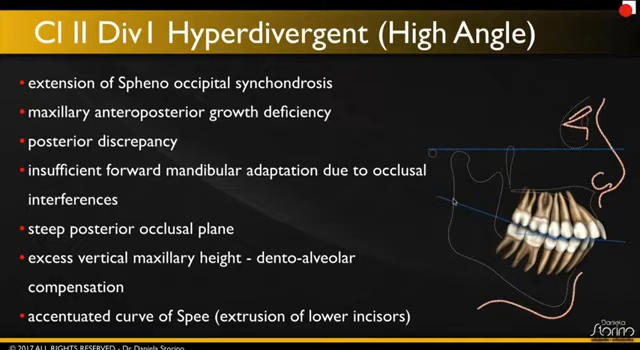 Cl II Div1 Hyperdivergent (High Angle)
• extension of Spheno occipital synchondrosis
• maxillary anteroposterior growth deficiency
• posterior discrepancy
• insufficient forward mandibular adaptation due to occlusal
interferences
• steep posterior occlusal plane
• excess vertical maxillary height - dento-alveolar
compensation
• accentuated curve of Spee (extrusion of lower incisors)
Daniela
Storino
© 2017 ALL RIGHTS RESERVED - Dr Daniela Storino